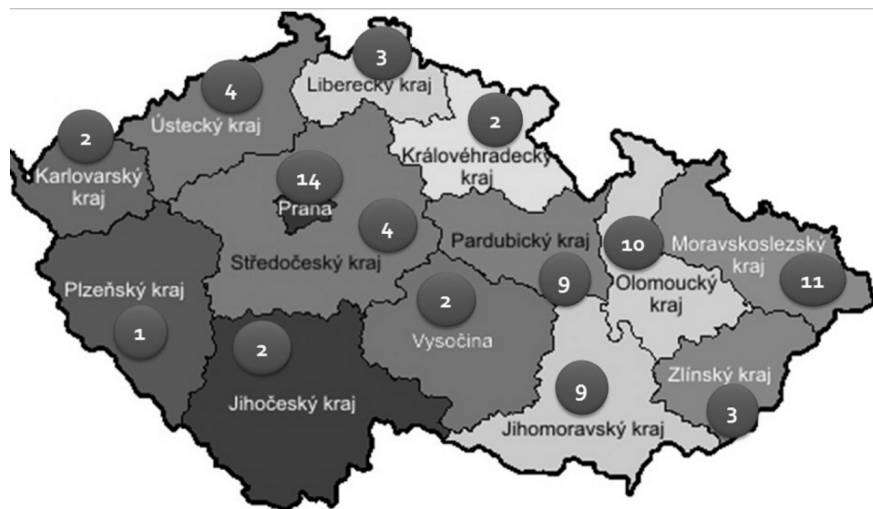 3
Liberecký kraj
4
Ústecký kraj
2
Královéhradecký
kraj
2
Karlovarský
kraj
14
Prana
4
Středočeský kraj
Pardubický kraj
9
10
Olomoucký
kraj
Moravskoslezský
kraj
11
Plzeňský kraj
1
2
Vysočina
2
Jihočeský kraj
9
Jihomoravský kraj
Zlínský kraj
3